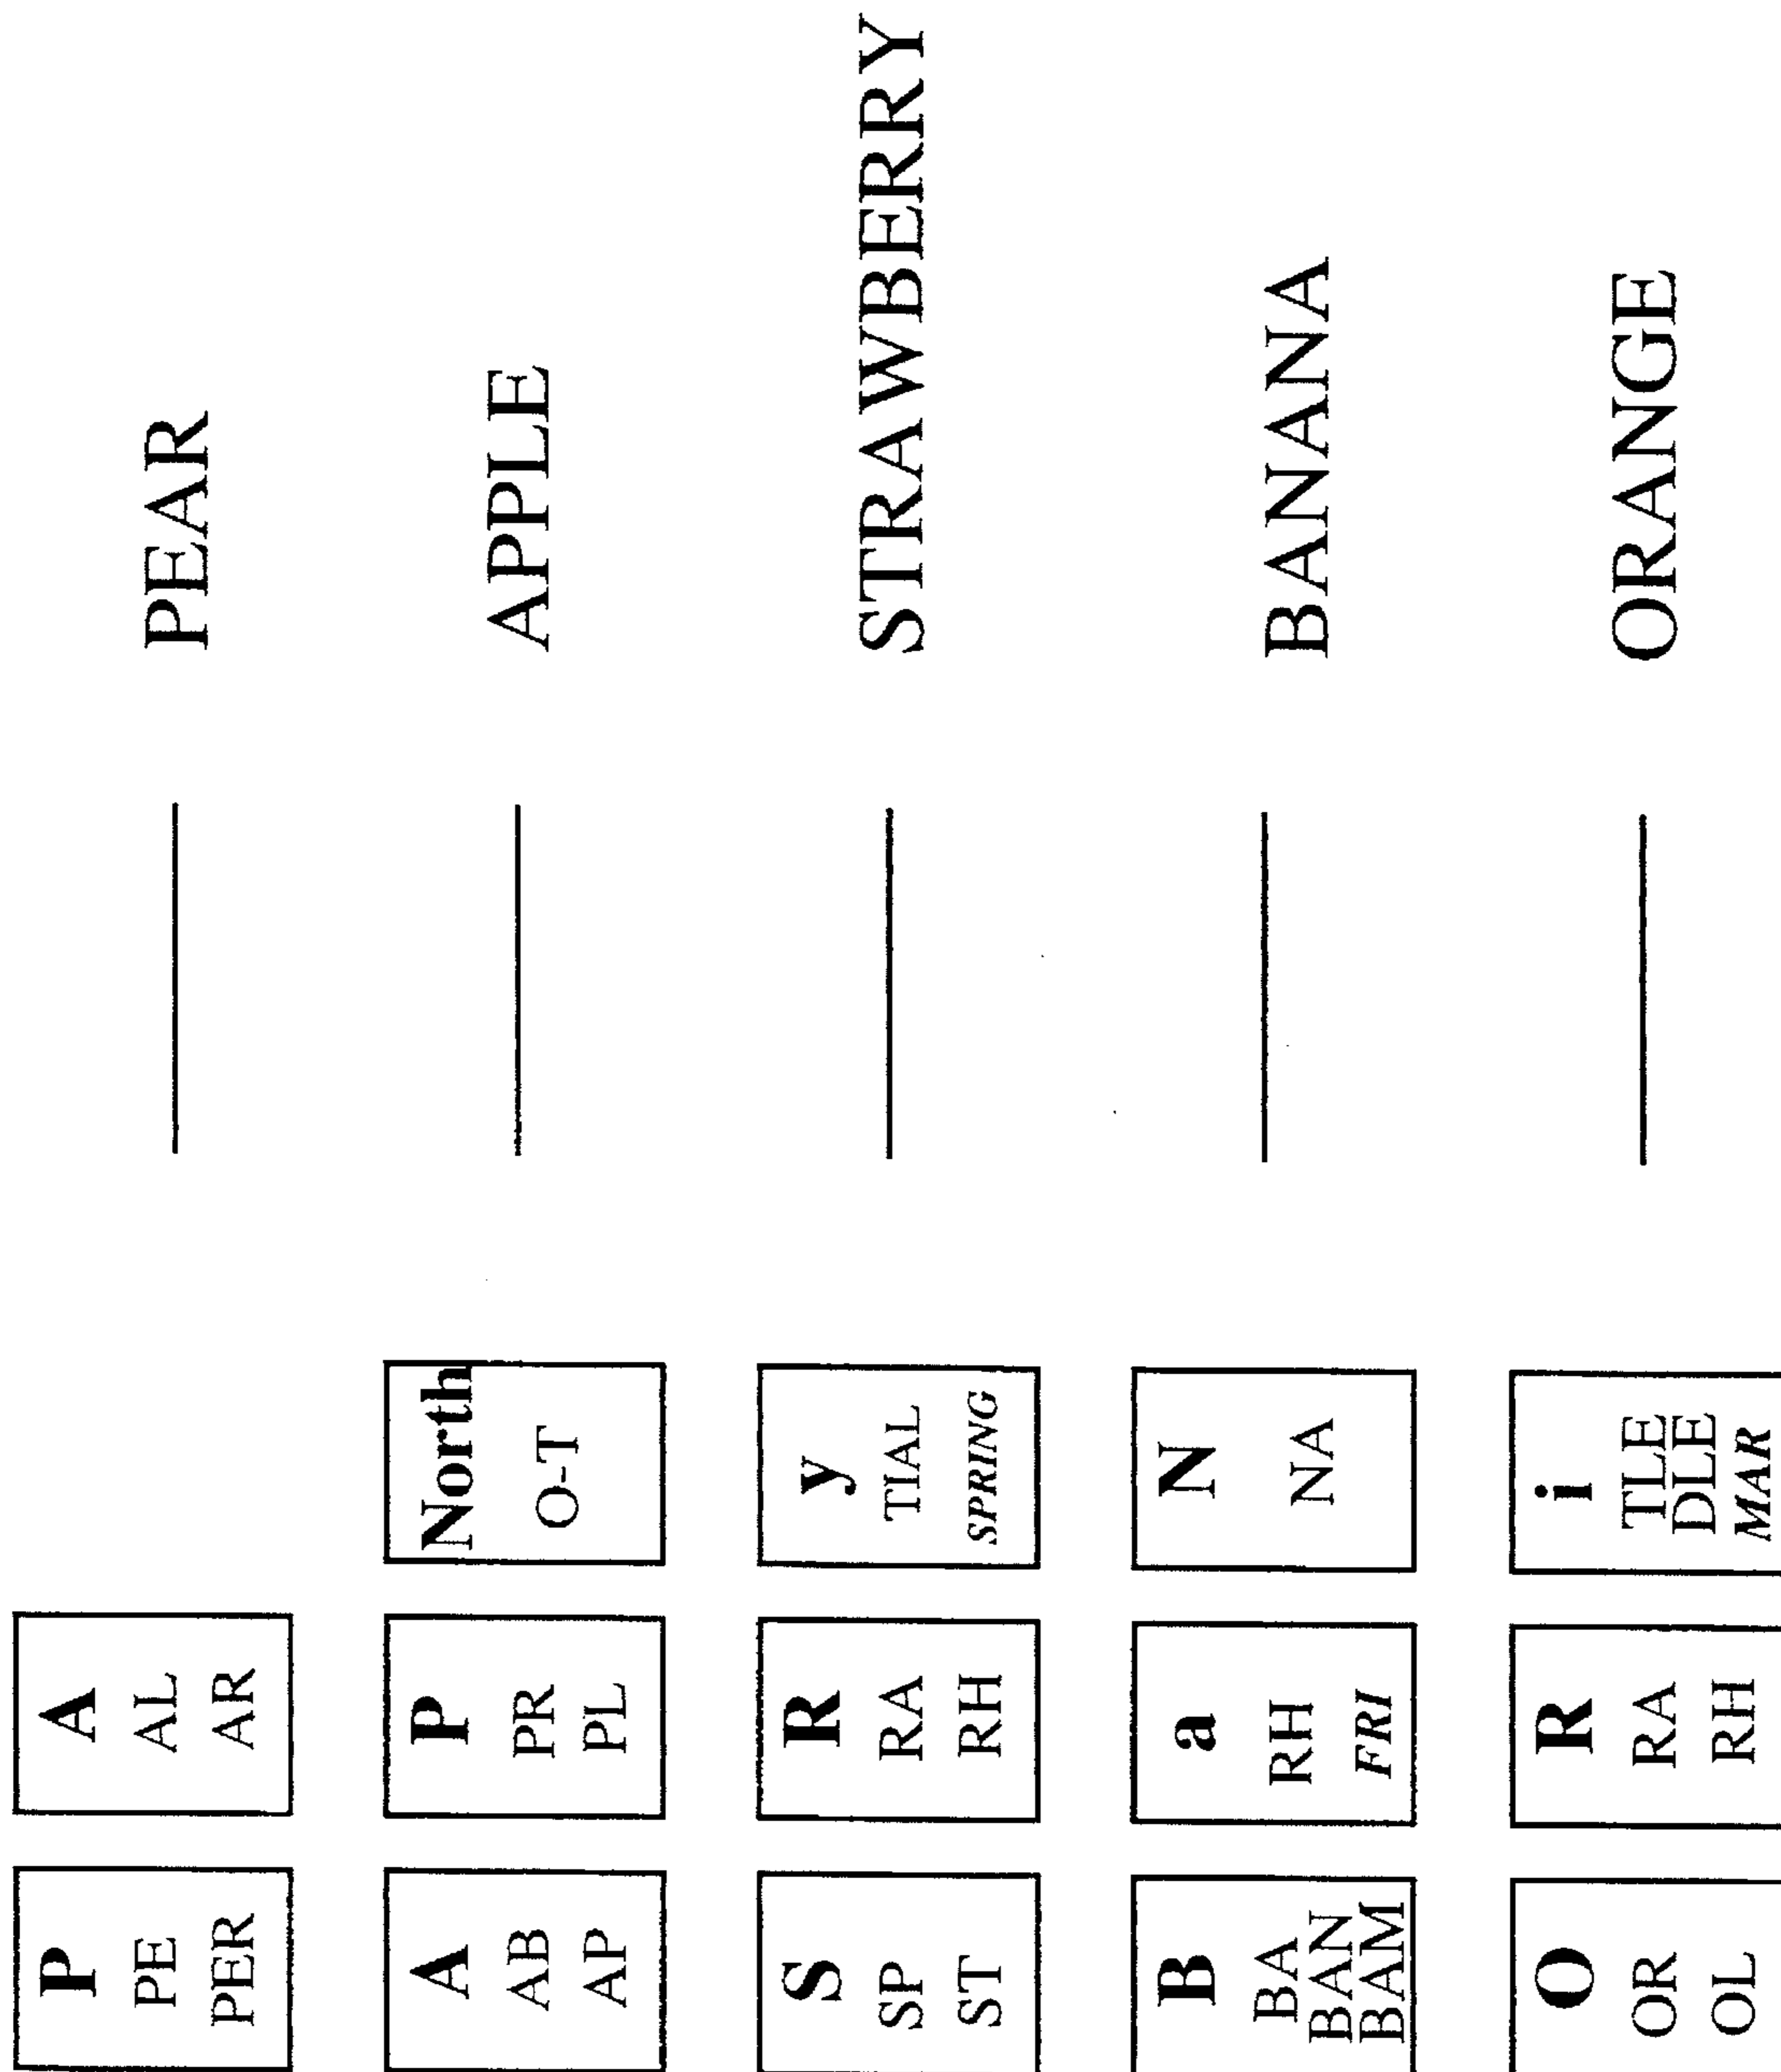 P
PE
PER
A
AL
AR
PEAR
A
AB
AP
P
PR
PL
North
O-T
APPLE
S
SP
ST
R
RA
RH
y
TIAL
SPRING
STRAWBERRY
B
BA
BAN
BAM
a
RH
FRI
N
NA
BANANA
O
OR
OL
R
RA
RH
i
TLE
DLE
MAR
ORANGE